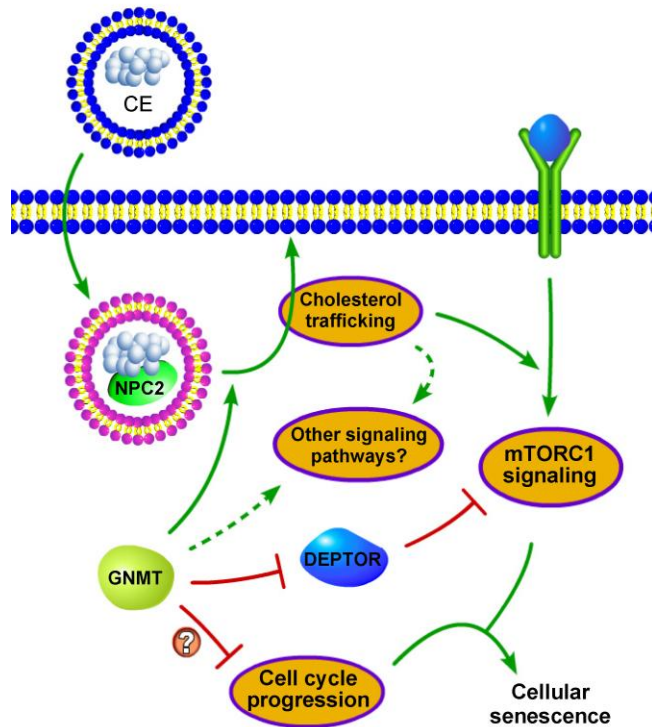 CE
Cholesterol
trafficking
NPC2
Other signaling
pathways?
mTORC1
signaling
DEPTOR
GNMT
?
Cell cycle
progression
Cellular
senescence